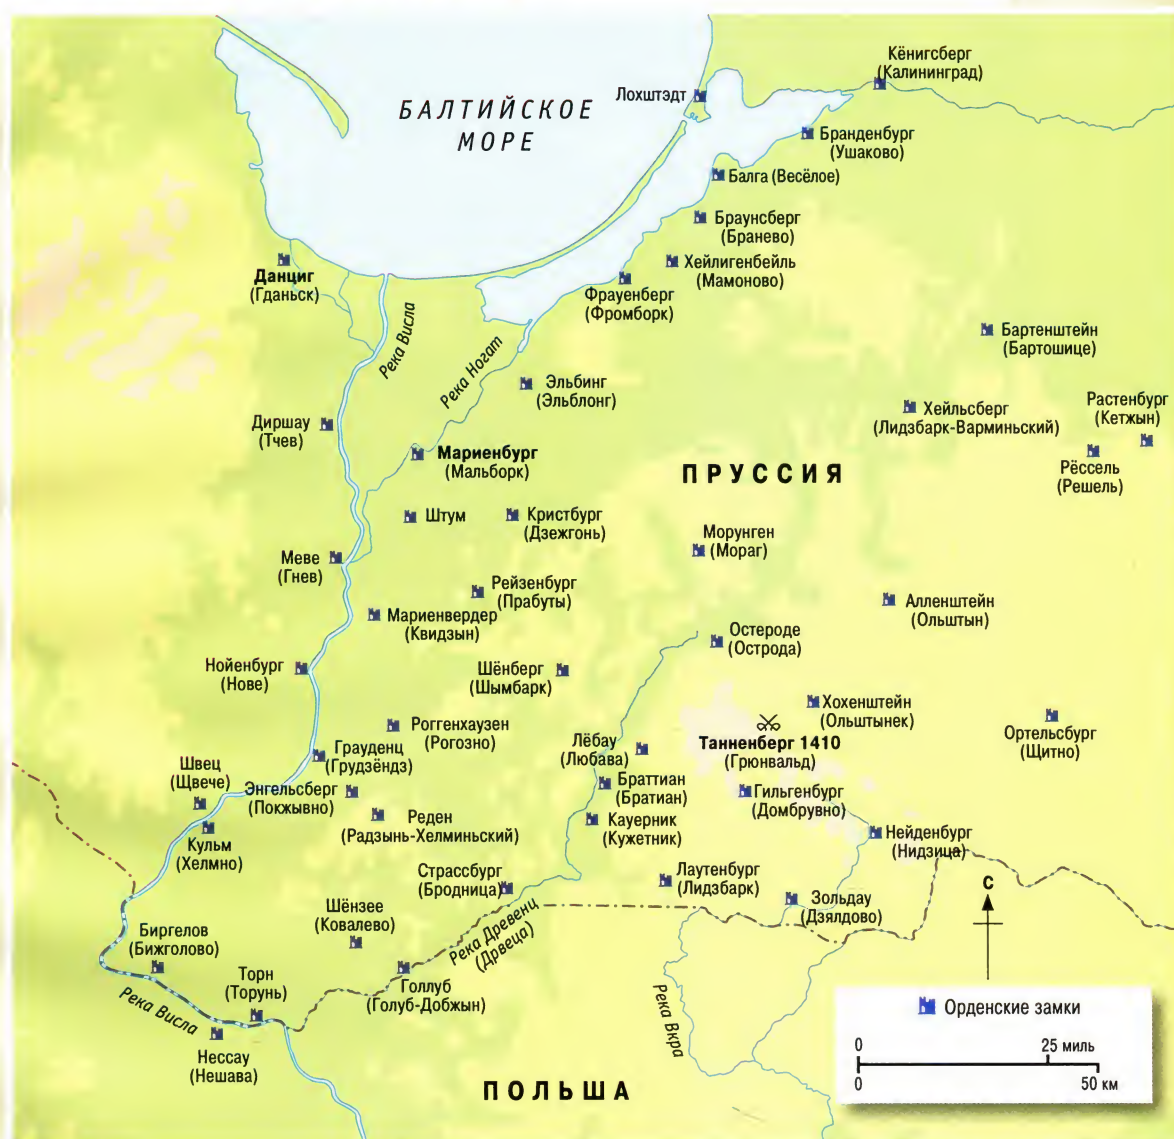 Кёнигсберг
(Калининград)
БАЛТИЙСКОЕ
МОРЕ
Лохштэдт
Бранденбург
(Ушаково)
Балга (Весёлое)
Браунсберг
(Бранево)
Хейлигенбейль
(Мамоново)
Данциг
(Гданьск)
Фрауенберг
(Фромборк)
Река Висла
Река Ногат
Бартенштейн
(Бартошице)
Эльбинг
(Эльблонг)
Хейльсберг
(Лидзбарк-Варминьский)
Растенбург
(Кетжын)
Диршау
(Тчев)
Мариенбург
(Мальборк)
ПРУССИЯ
Рёссель
(Решель)
Штум
Кристбург
(Дзежгонь)
Морунген
(Мораг)
Меве
(Гнев)
Рейзенбург
(Прабуты)
Мариенвердер
(Квидзын)
Алленштейн
(Ольштын)
Остероде
(Острода)
Нойенбург
(Нове)
Шёнберг
(Шымбарк)
Хохенштейн
(Ольштынек)
Роггенхаузен
(Рогозно)
Ортельсбург
(Щитно)
Танненберг 1410
(Грюнвальд)
Лёбау
(Любава)
Грауденц
(Грудзёндз)
Швец
(Щвече)
Энгельсберг
(Покжывно)
Браттиан
(Братиан)
Гильгенбург
(Домбрувно)
Реден
(Радзынь-Хелминьский)
Кауерник
(Кужетник)
Кульм
(Хелмно)
Нейденбург
(Нидзица)
Страссбург
(Бродница)
Лаутенбург
(Лидзбарк)
Зольдау
(Дзялдово)
С
Шёнзее
(Ковалево)
Река Древенц
(Дрвеца)
Биргелов
(Бижголово)
Торн
(Торунь)
Голлуб
(Голуб-Добжын)
Река Висла
Река Вкра
Нессау
(Нешава)
ПОЛЬША
Орденские замки
0 25 миль
0 50 км